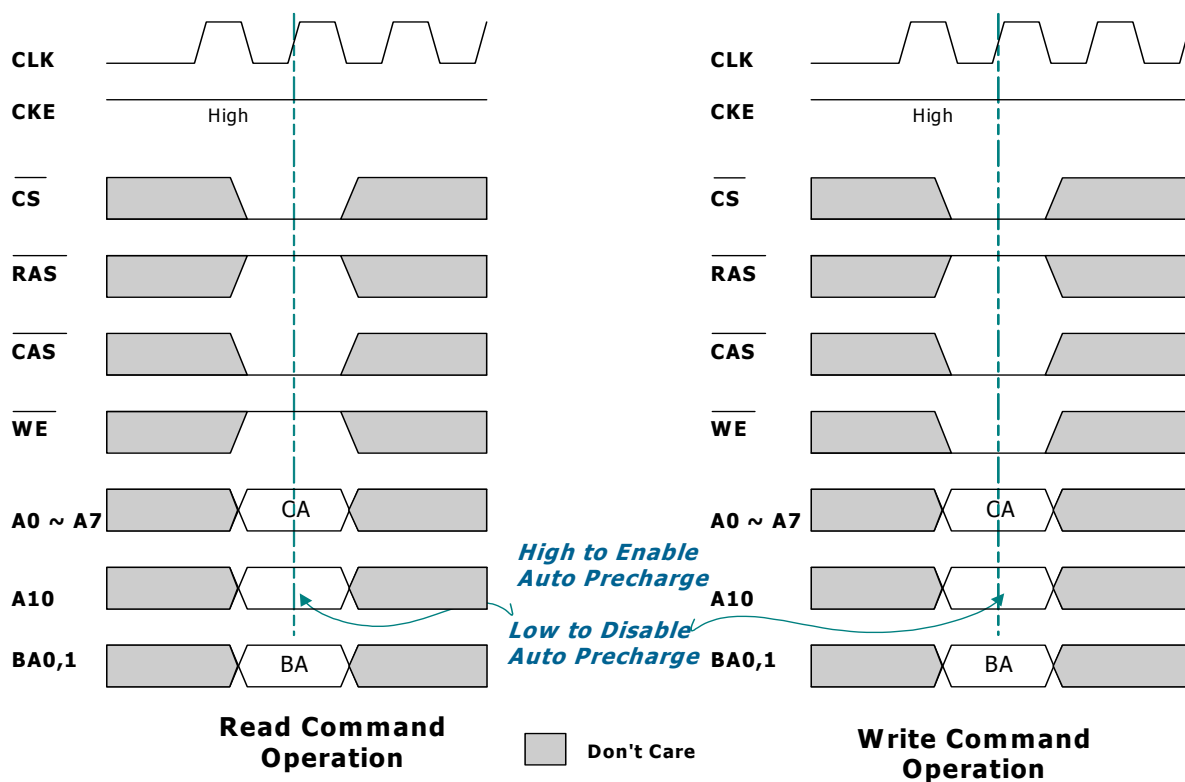 CLK
CKE
High
CS
RAS
CAS
WE
A0 ~ A7
CA
A10
BA0,1
BA
Read Command
Operation
High to Enable
Auto Precharge
Low to Disable
Auto Precharge
Don't Care
CLK
CKE
High
CS
RAS
CAS
WE
A0 ~ A7
CA
A10
BA0,1
BA
Write Command
Operation